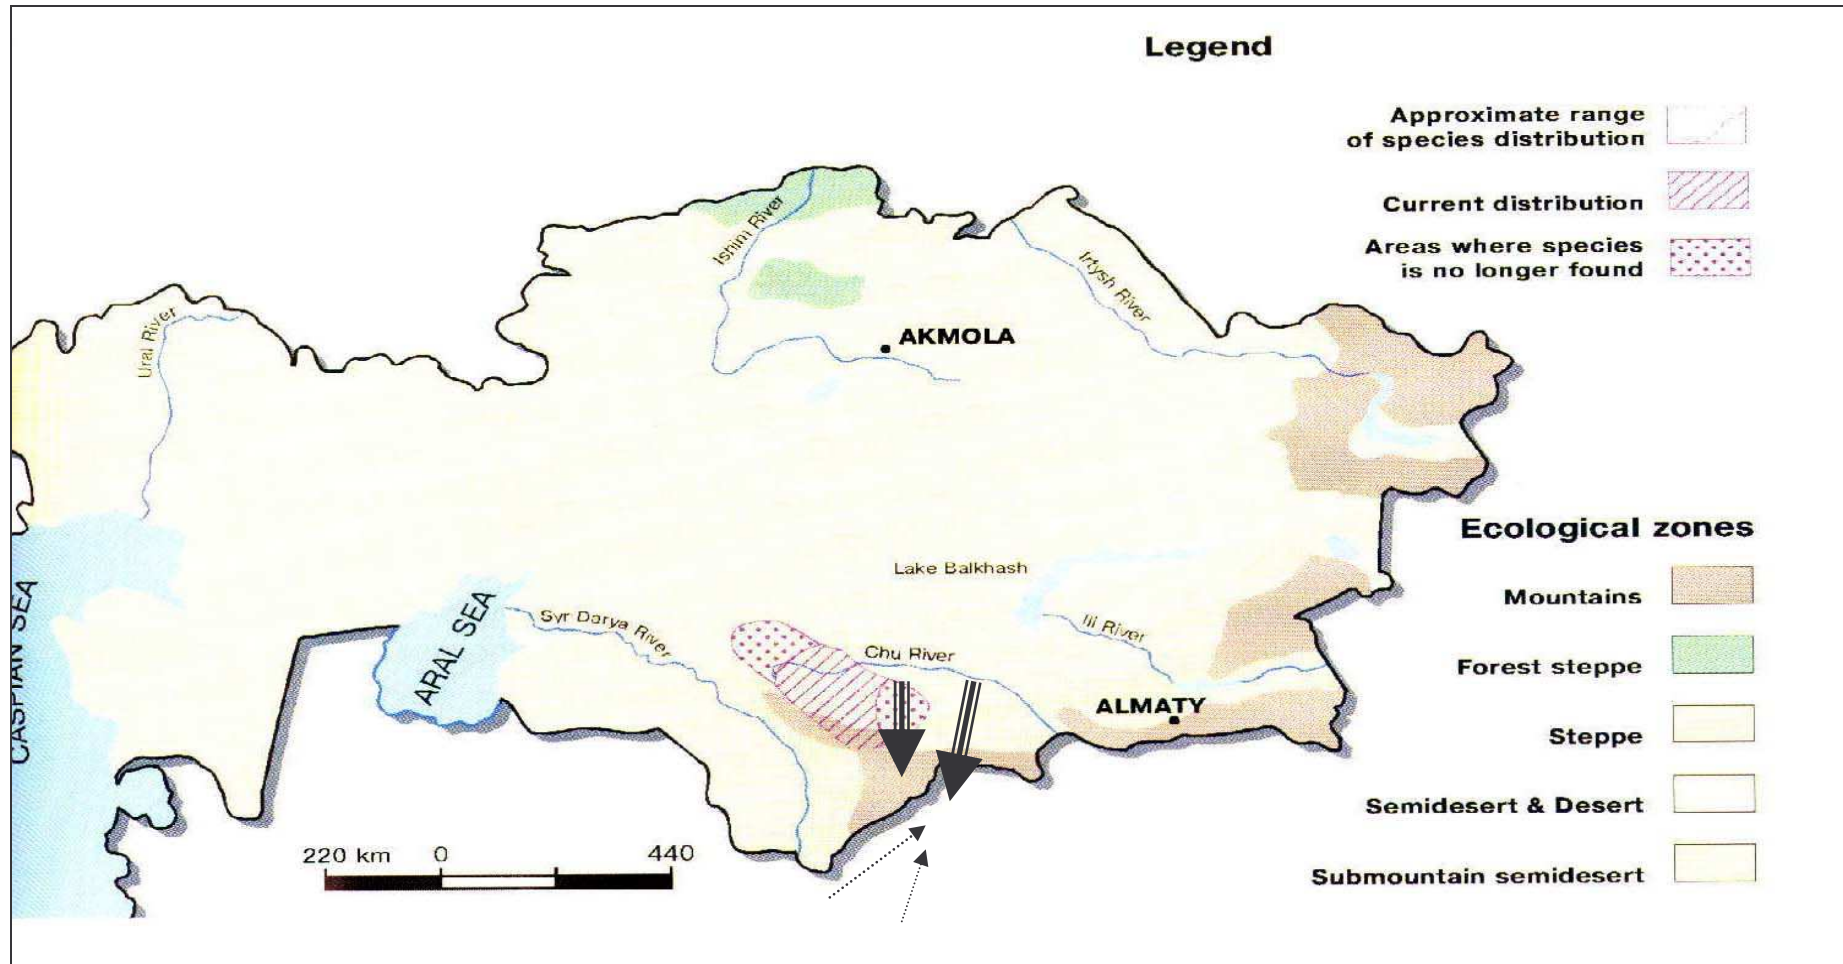 Legend
Approximate range
of species distribution
Current distribution
Areas where species
is no longer found
Ishim River
Irtysh River
Ural River
AKMOLA
Ecological zones
Lake Balkhash
Mountains
CASPIAN SEA
ARAL SEA
Syr Darya River
Ili River
Chu River
Forest steppe
ALMATY
Steppe
Semidesert & Desert
220 km 0 440
Submountain semidesert